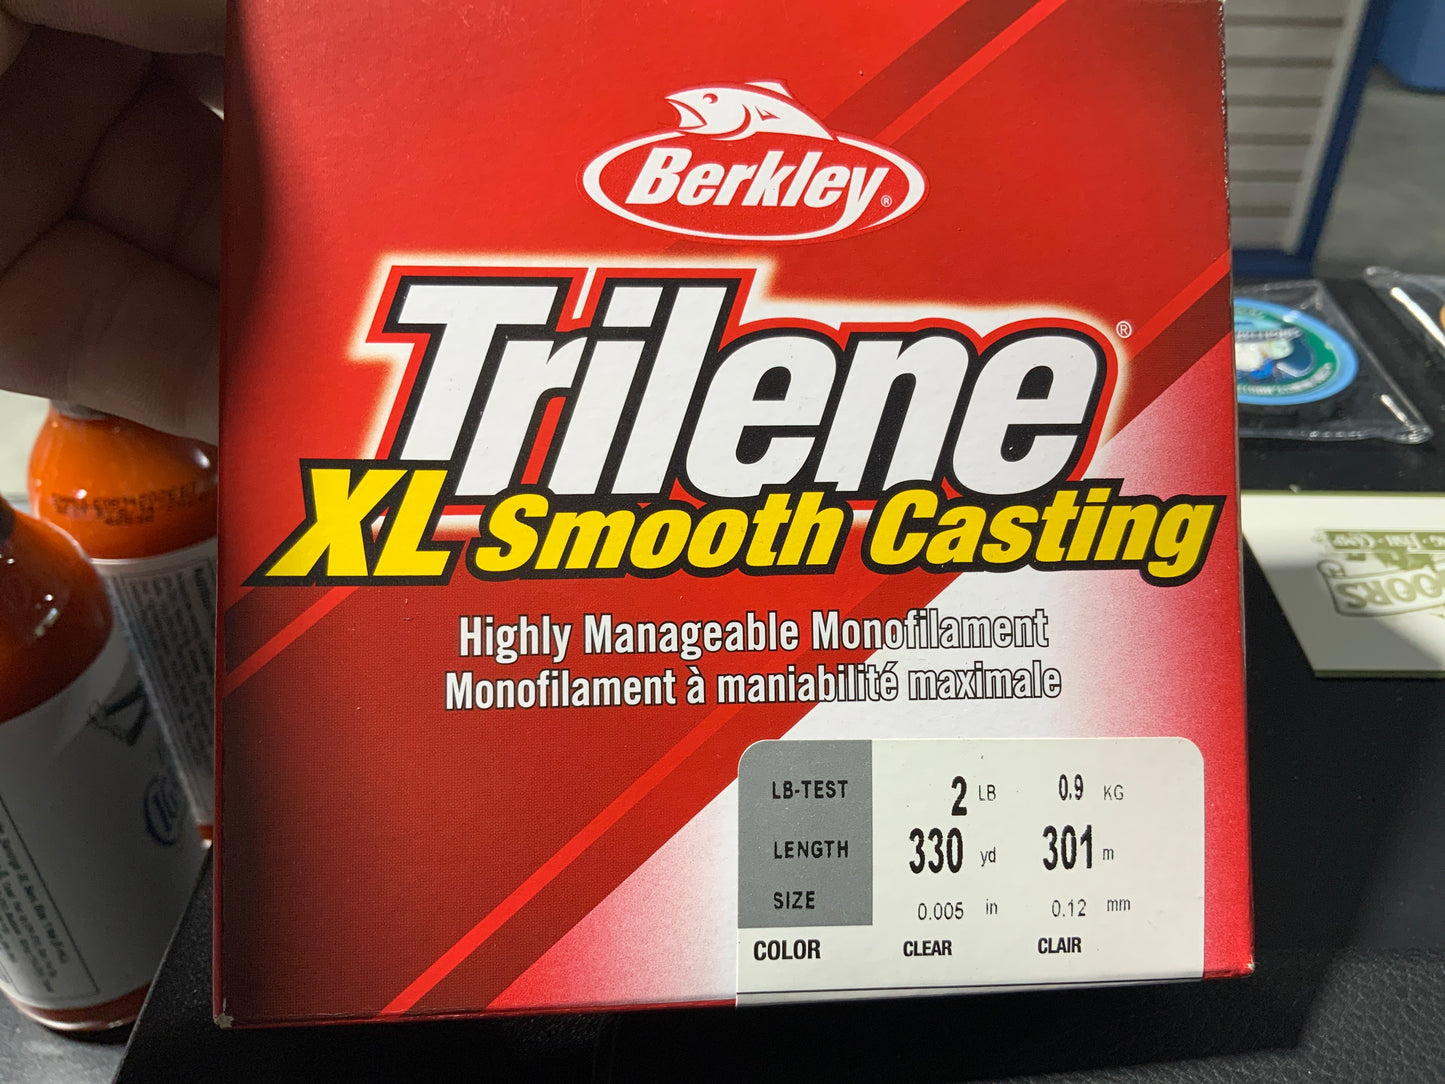 Berkley®
Trilene®
XL Smooth Casting
Highly Manageable Monofilament
Monofilament à maniabilité maximale
LB-TEST 2 LB 0.9 KG
LENGTH 330 yd 301 m
SIZE 0.005 in 0.12 mm
COLOR CLEAR CLAIR